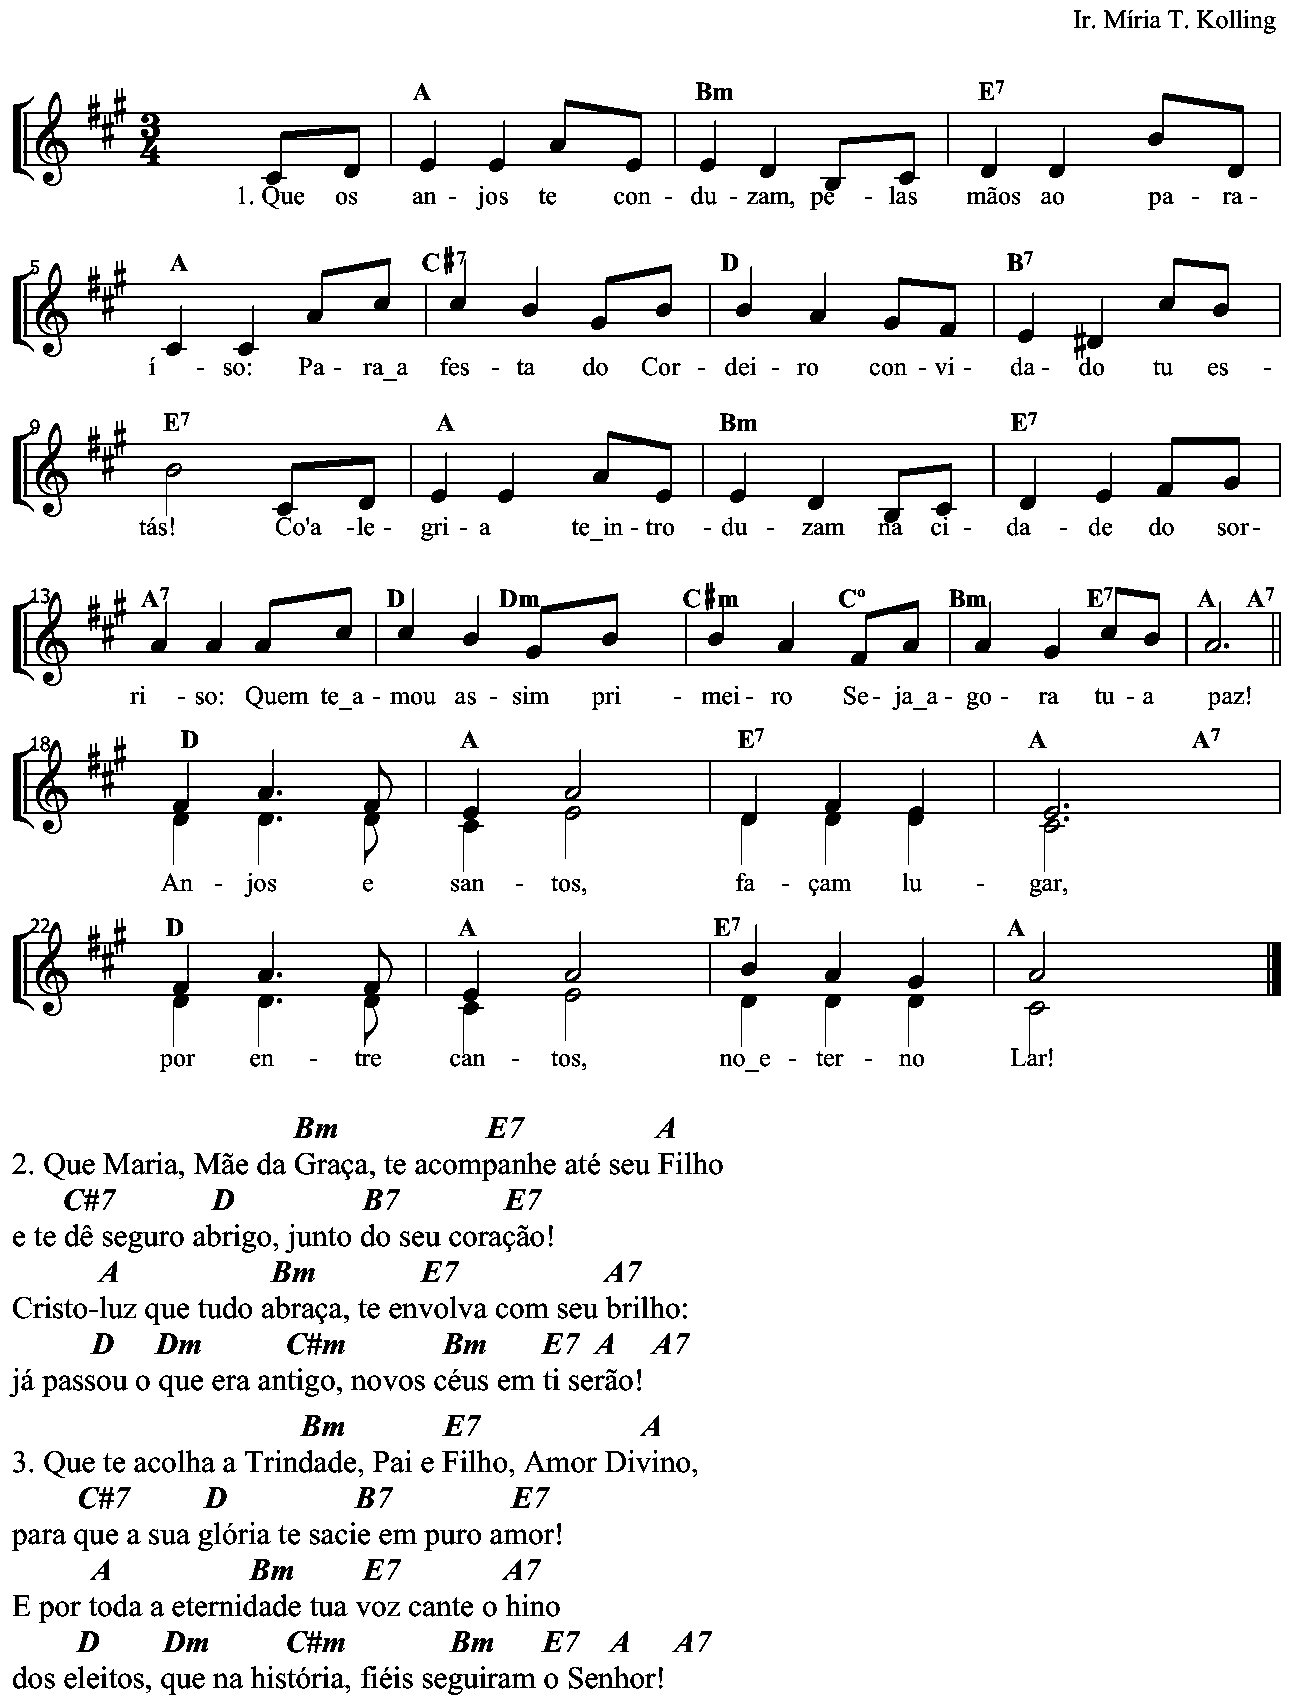 Ir. Míria T. Kolling
A Bm E7
3
4
1. Que os an - jos te con - du - zam, pe - las mãos ao pa - ra -
5 A C#7 D B7
í - so: Pa - ra_a fes - ta do Cor - dei - ro con - vi - da - do tu es -
9 E7 A Bm E7
tás! Co'a - le - gri - a te_in - tro - du - zam na ci - da - de do sor -
13 A7 D Dm C#m Cº Bm E7 A A7
ri - so: Quem te_a - mou as - sim pri - mei - ro Se - ja_a - go - ra tu - a paz!
18 D A E7 A A7
An - jos e san - tos, fa - çam lu - gar,
22 D A E7 A
por en - tre can - tos, no_e - ter - no Lar!
Bm E7 A
2. Que Maria, Mãe da Graça, te acompanhe até seu Filho
C#7 D B7 E7
e te dê seguro abrigo, junto do seu coração!
A Bm E7 A7
Cristo-luz que tudo abraça, te envolva com seu brilho:
D Dm C#m Bm E7 A A7
já passou o que era antigo, novos céus em ti serão!
Bm E7 A
3. Que te acolha a Trindade, Pai e Filho, Amor Divino,
C#7 D B7 E7
para que a sua glória te sacie em puro amor!
A Bm E7 A7
E por toda a eternidade tua voz cante o hino
D Dm C#m Bm E7 A A7
dos eleitos, que na história, fiéis seguiram o Senhor!